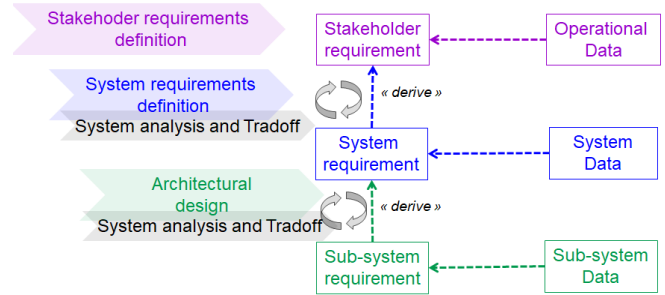 Stakehoder requirements
definition
Stakeholder
requirement
Operational
Data
System requirements
definition
« derive »
System analysis and Tradoff
System
requirement
System
Data
Architectural
design
« derive »
System analysis and Tradoff
Sub-system
requirement
Sub-system
Data